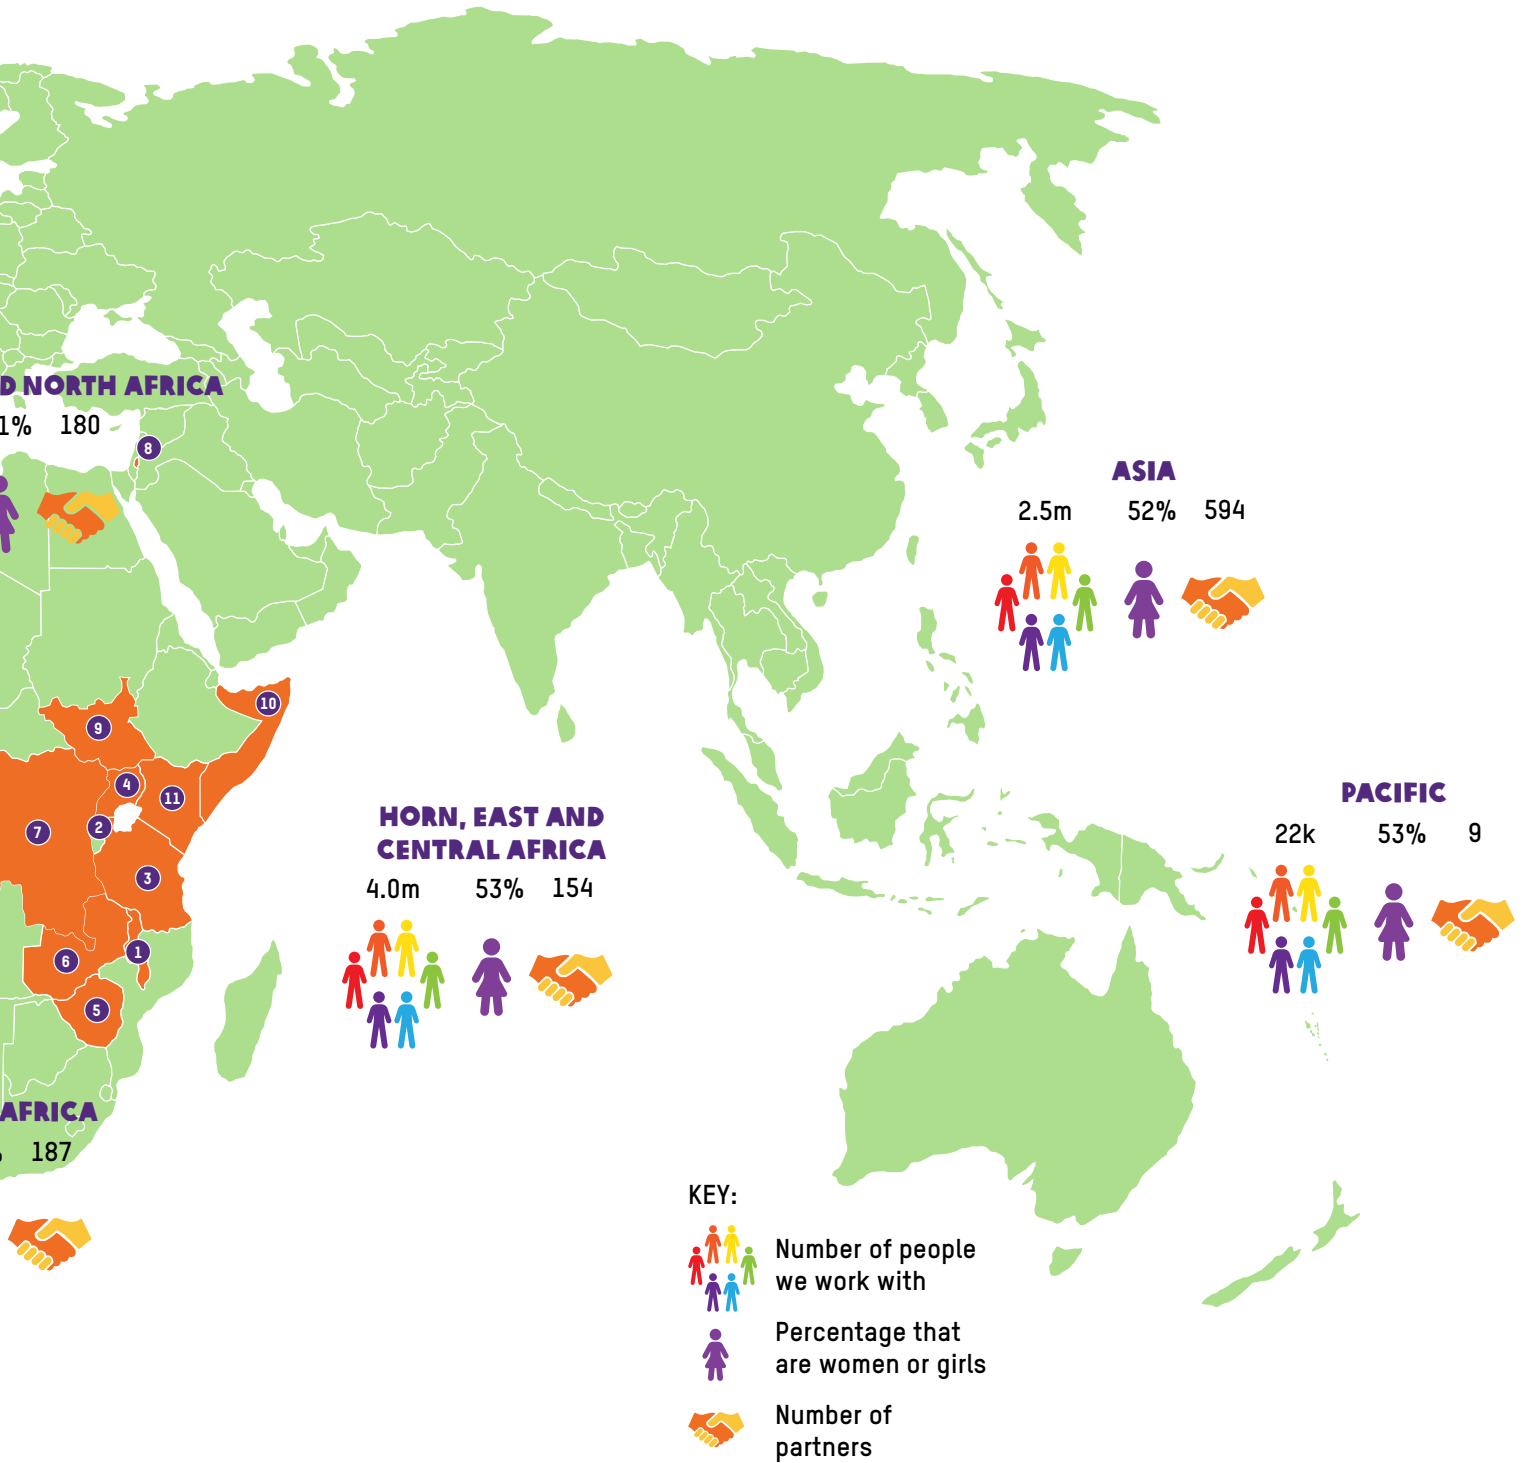 NORTH AFRICA
180
8
ASIA
2.5m 52% 594
10
9
4
11
7
2
3
1
6
5
HORN, EAST AND
CENTRAL AFRICA
4.0m 53% 154
PACIFIC
22k 53% 9
AFRICA
187
KEY:
Number of people
we work with
Percentage that
are women or girls
Number of
partners